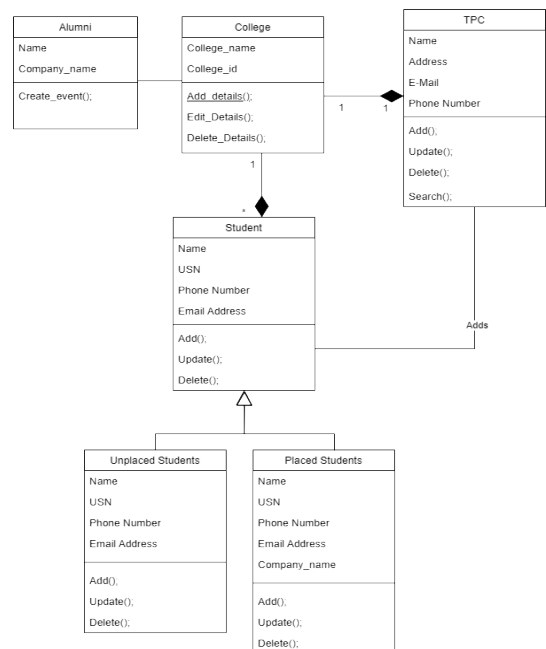 Alumni
Name
Company_name
Create_event();
College
College_name
College_id
Add_details();
Edit_Details();
Delete_Details();
TPC
Name
Address
E-Mail
Phone Number
Add();
Update();
Delete();
Search();
1
1
1
*
Student
Name
USN
Phone Number
Email Address
Add();
Update();
Delete();
Adds
Unplaced Students
Name
USN
Phone Number
Email Address
Add();
Update();
Delete();
Placed Students
Name
USN
Phone Number
Email Address
Company_name
Add();
Update();
Delete();